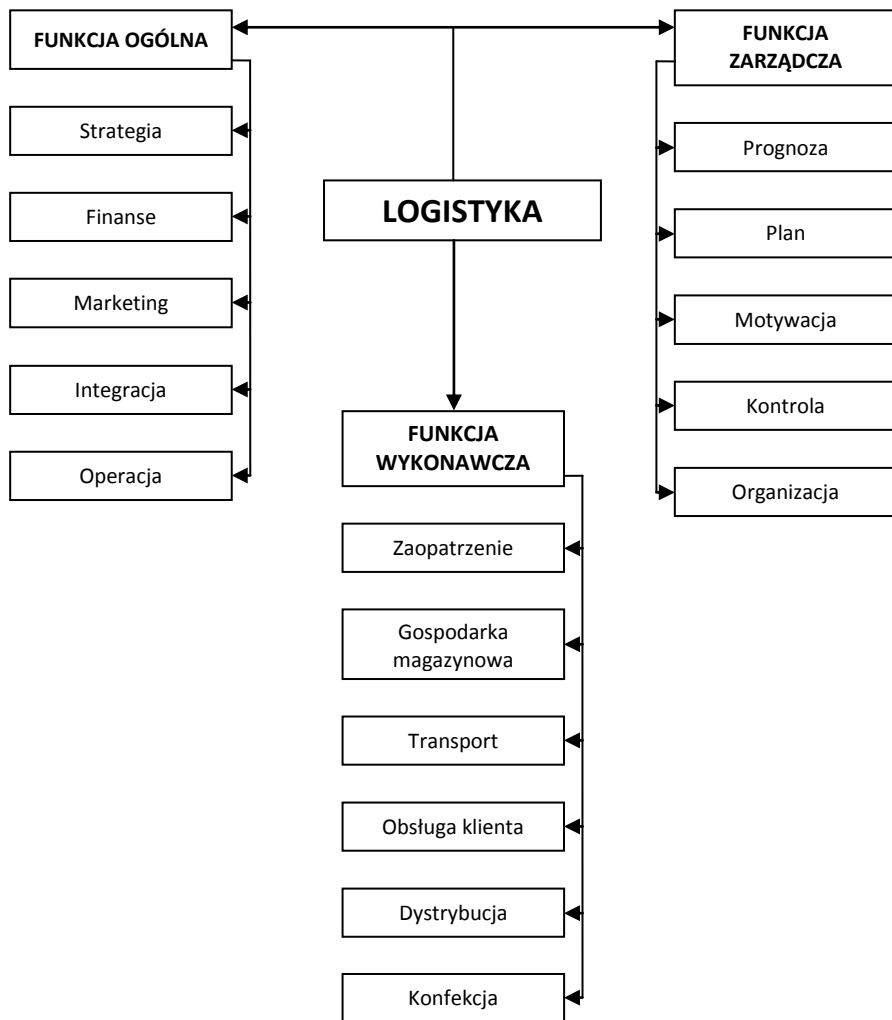 FUNKCJA OGÓLNA
Strategia
Finanse
Marketing
Integracja
Operacja
LOGISTYKA
FUNKCJA
WYKONAWCZA
Zaopatrzenie
Gospodarka
magazynowa
Transport
Obsługa klienta
Dystrybucja
Konfekcja
FUNKCJA
ZARZĄDCZA
Prognoza
Plan
Motywacja
Kontrola
Organizacja